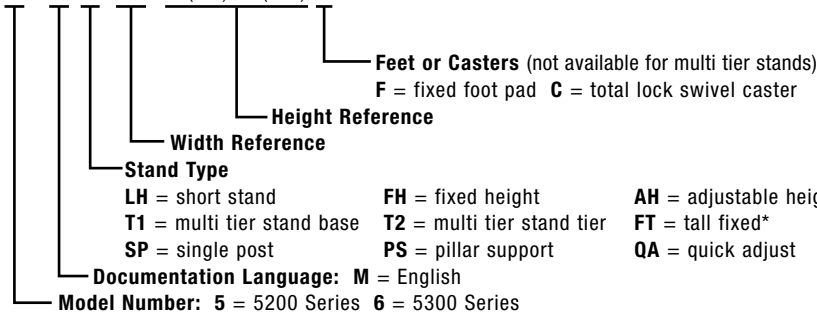 Feet or Casters (not available for multi tier stands)
F = fixed foot pad C = total lock swivel caster
Height Reference
Width Reference
Stand Type
LH = short stand FH = fixed height AH = adjustable
T1 = multi tier stand base T2 = multi tier stand tier FT = tall fixed*
SP = single post PS = pillar support QA = quick adjust
Documentation Language: M = English
Model Number: 5 = 5200 Series 6 = 5300 Series